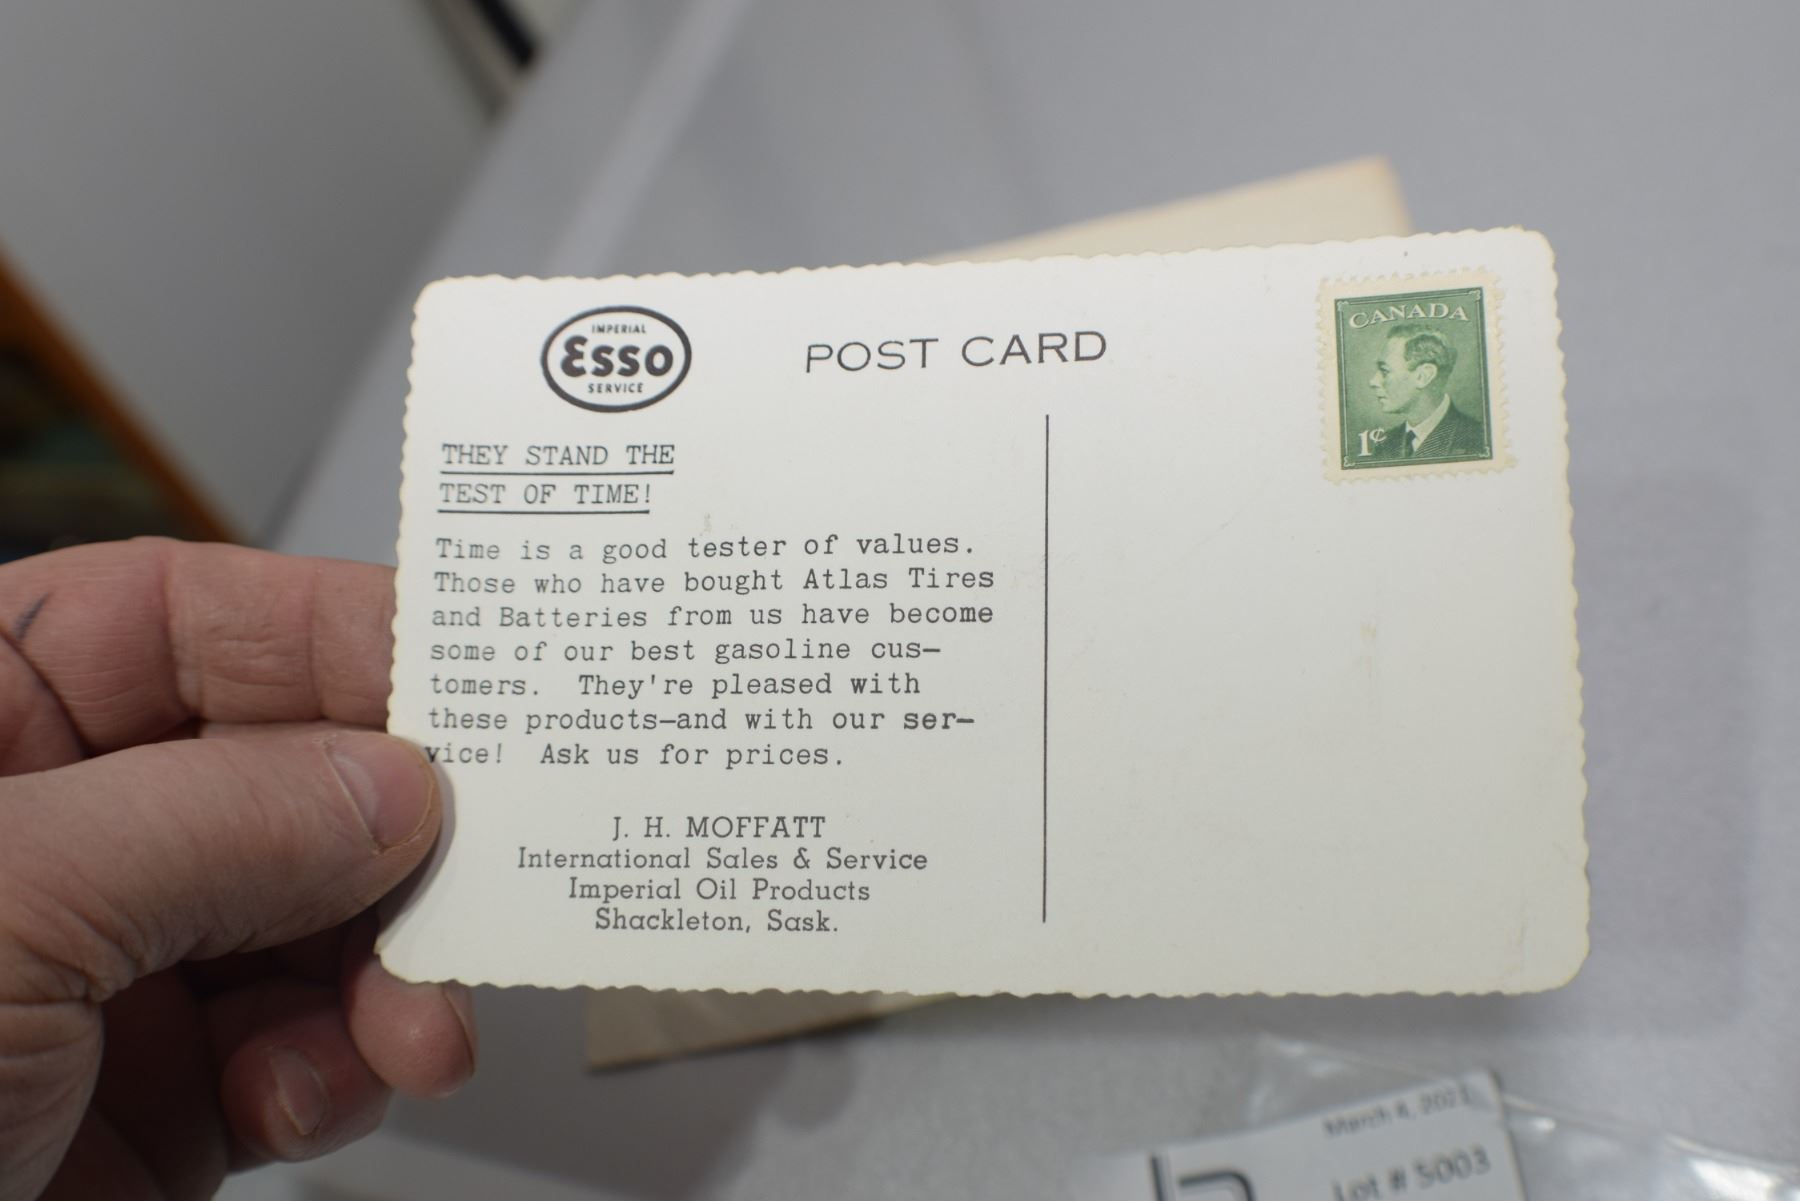 IMPERIAL
Esso
SERVICE
POST CARD
CANADA
1¢
THEY STAND THE
TEST OF TIME!
Time is a good tester of values.
Those who have bought Atlas Tires
and Batteries from us have become
some of our best gasoline cus—
tomers. They're pleased with
these products—and with our ser—
vice! Ask us for prices.
J. H. MOFFATT
International Sales & Service
Imperial Oil Products
Shackleton, Sask.
March 4,
Lot # 5003